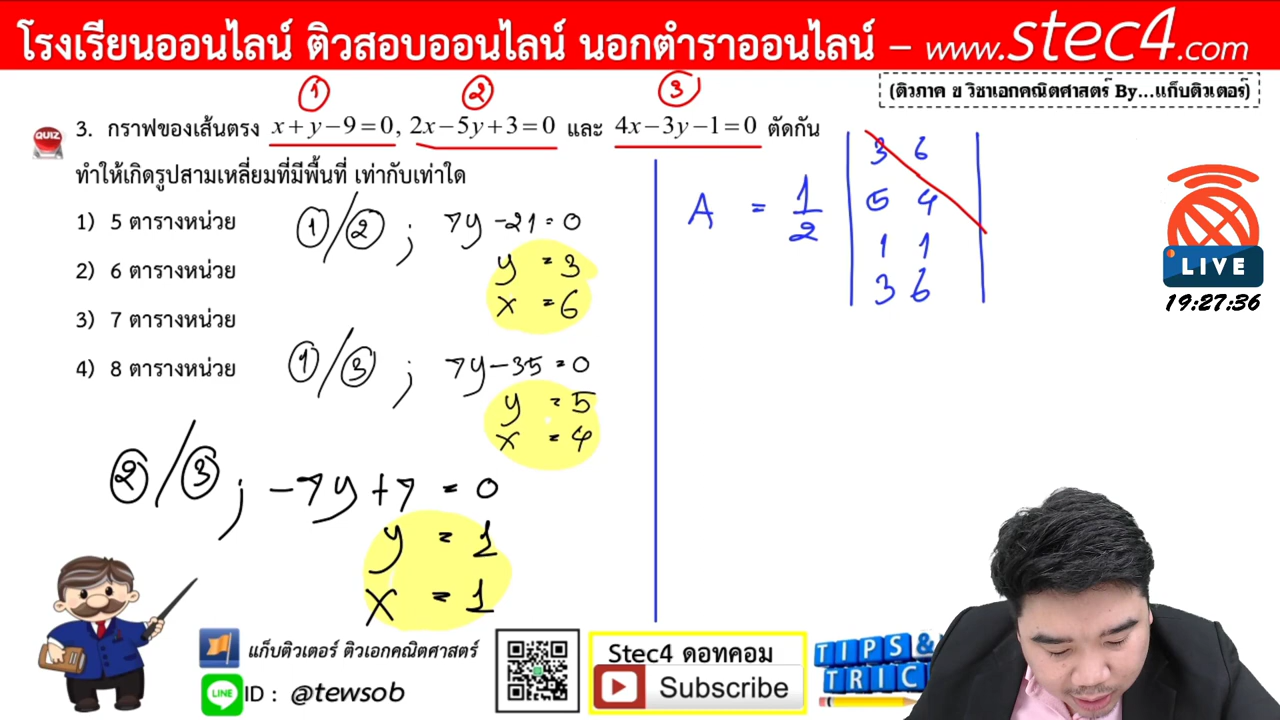 โรงเรียนออนไลน์ ติวสอบออนไลน์ นอกตำราออนไลน์ – www.stec4.com
(ติวภาค ข วิชาเอกคณิตศาสตร์ By...แก็บติวเตอร์)
① ② ③
QUIZ
3. กราฟของเส้นตรง x+y−9=0, 2x−5y+3=0 และ 4x−3y−1=0 ตัดกัน
ทำให้เกิดรูปสามเหลี่ยมที่มีพื้นที่ เท่ากับเท่าใด
1) 5 ตารางหน่วย
2) 6 ตารางหน่วย
3) 7 ตารางหน่วย
4) 8 ตารางหน่วย
①/② ; 7y −21 = 0
y = 3
x = 6
①/③ ; 7y −35 = 0
y = 5
x = 4
②/③ ; −7y +7 = 0
y = 1
x = 1
A = 1/2
3 6
5 4
1 1
3 6
LIVE
19:27:36
แก็บติวเตอร์ ติวเอกคณิตศาสตร์
LINE ID : @tewsob
Stec4 ดอทคอม
Subscribe
TIPS &
TRIC